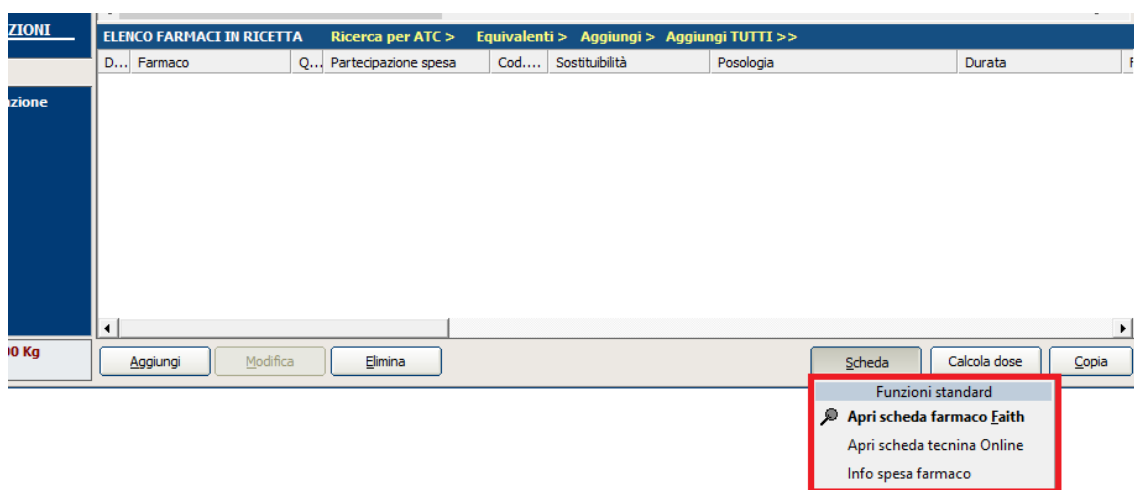 ZIONI
ELENCO FARMACI IN RICETTA Ricerca per ATC > Equivalenti > Aggiungi > Aggiungi TUTTI >>
D... Farmaco Q... Partecipazione spesa Cod.... Sostituibilità Posologia Durata
zione
00 Kg
Aggiungi Modifica Elimina Scheda Calcola dose Copia
Funzioni standard
Apri scheda farmaco Faith
Apri scheda tecnina Online
Info spesa farmaco